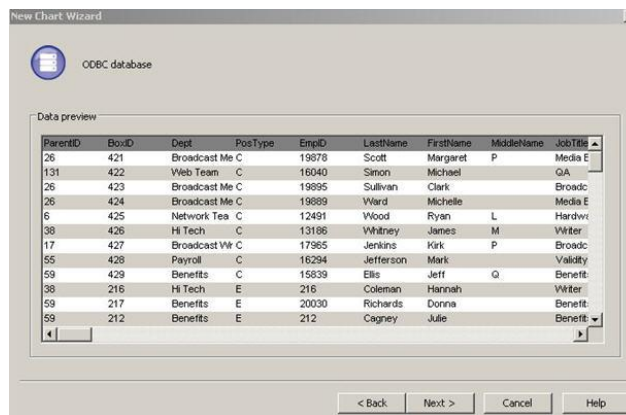 New Chart Wizard
ODBC database
Data preview
ParentID BoxID Dept PosType EmpID LastName FirstName MiddleName JobTitle
26 421 Broadcast Me C 19878 Scott Margaret P Media E
131 422 Web Team C 16040 Simon Michael QA
26 423 Broadcast Me C 19895 Sullivan Clark Broadc
26 424 Broadcast Me C 19889 Ward Michelle Media E
6 425 Network Tea C 12491 Wood Ryan L Hardwa
38 426 Hi Tech C 13186 Whitney James M Writer
17 427 Broadcast Wr C 17965 Jenkins Kirk P Broadc
55 428 Payroll C 16294 Jefferson Mark Validity
59 429 Benefits C 15839 Ellis Jeff Q Benefit
38 216 Hi Tech E 216 Coleman Hannah Writer
59 217 Benefits E 20030 Richards Donna Benefit
59 212 Benefits E 212 Cagney Julie Benefit
< Back Next > Cancel Help